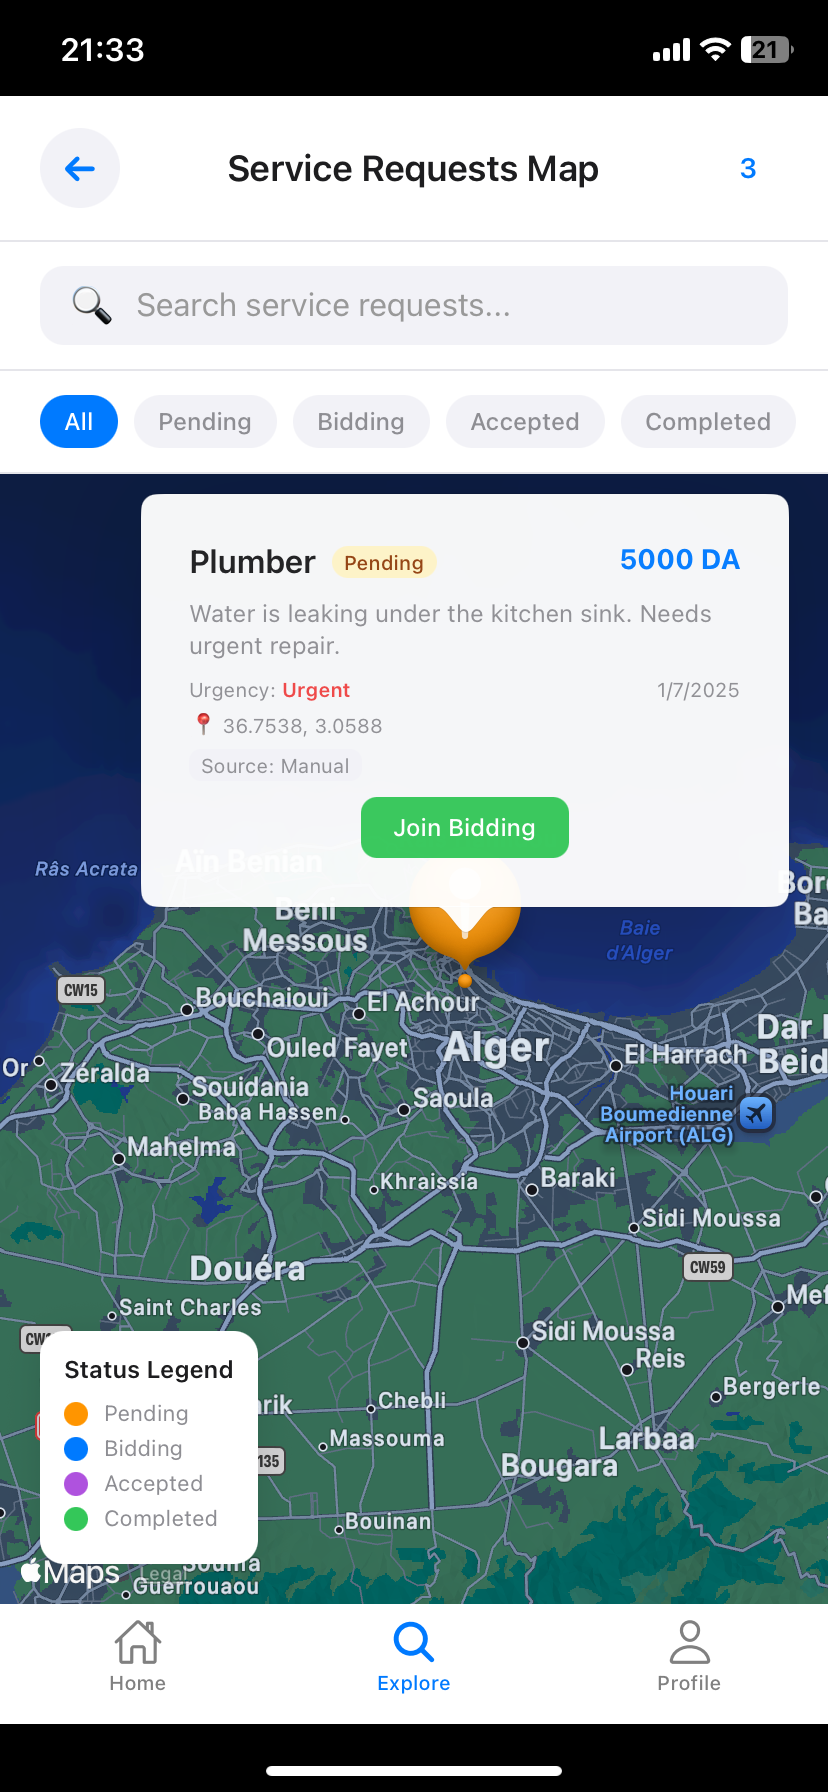 21:33
21
Service Requests Map
3
Search service requests...
All
Pending
Bidding
Accepted
Completed
Plumber
Pending
5000 DA
Water is leaking under the kitchen sink. Needs
urgent repair.
Urgency: Urgent
1/7/2025
36.7538, 3.0588
Source: Manual
Join Bidding
Râs Acrata
Aïn Benian
Beni
Messous
Baie
d'Alger
CW15
Bouchaioui
El Achour
Ouled Fayet
Alger
El Harrach
Zéralda
Souidania
Baba Hassen
Saoula
Houari
Boumedienne
Airport (ALG)
Mahelma
Khraissia
Baraki
Sidi Moussa
Douéra
CW59
Saint Charles
Sidi Moussa
Reis
Bergerle
Chebli
Massouma
Larbaa
Bougara
135
Bouinan
Status Legend
Pending
Bidding
Accepted
Completed
Maps
Legal
Souma
Guerrouaou
Home
Explore
Profile